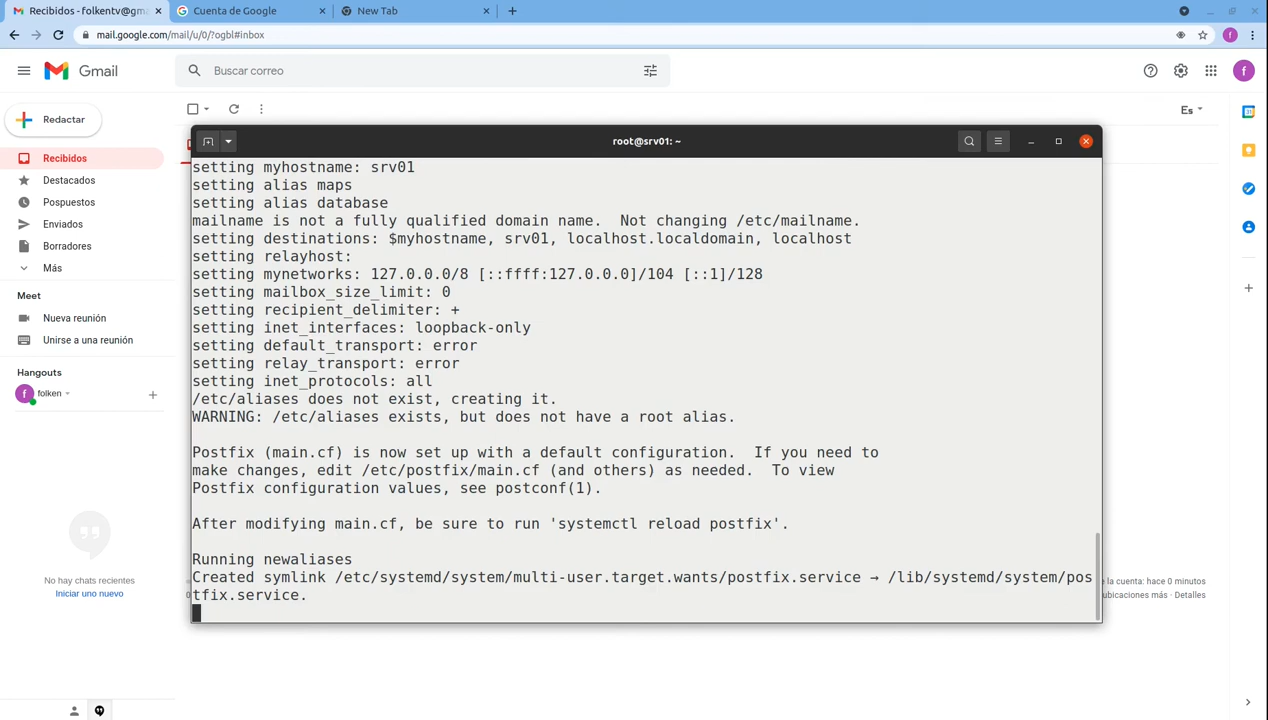 Recibidos - folkentv@gm
Cuenta de Google
New Tab
mail.google.com/mail/u/0/?ogbl#inbox
f
Gmail
Buscar correo
f
Redactar
Es
Recibidos
Destacados
Pospuestos
Enviados
Borradores
Más
Meet
Nueva reunión
Unirse a una reunión
Hangouts
f
folken
No hay chats recientes
Iniciar uno nuevo
root@srv01: ~
setting myhostname: srv01
setting alias maps
setting alias database
mailname is not a fully qualified domain name.  Not changing /etc/mailname.
setting destinations: $myhostname, srv01, localhost.localdomain, localhost
setting relayhost:
setting mynetworks: 127.0.0.0/8 [::ffff:127.0.0.0]/104 [::1]/128
setting mailbox_size_limit: 0
setting recipient_delimiter: +
setting inet_interfaces: loopback-only
setting default_transport: error
setting relay_transport: error
setting inet_protocols: all
/etc/aliases does not exist, creating it.
WARNING: /etc/aliases exists, but does not have a root alias.
Postfix (main.cf) is now set up with a default configuration.  If you need to
make changes, edit /etc/postfix/main.cf (and others) as needed.  To view
Postfix configuration values, see postconf(1).
After modifying main.cf, be sure to run 'systemctl reload postfix'.
Running newaliases
Created symlink /etc/systemd/system/multi-user.target.wants/postfix.service → /lib/systemd/system/pos
tfix.service.
e la cuenta: hace 0 minutos
ubicaciones más · Detalles